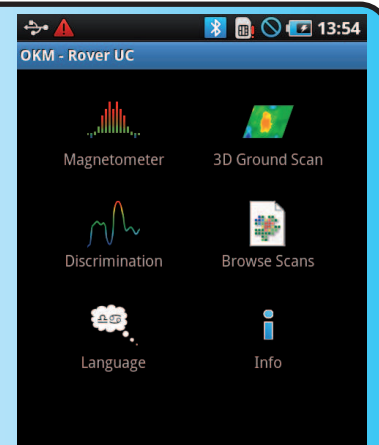 13:54
OKM - Rover UC
Magnetometer 3D Ground Scan
Discrimination Browse Scans
Language Info